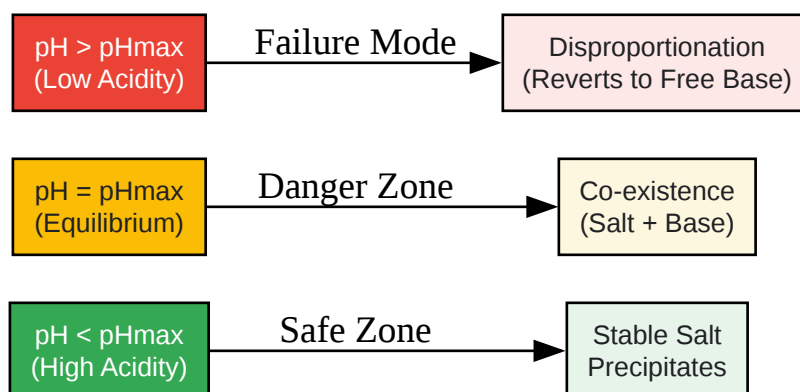 pH > pHmax
(Low Acidity)
Failure Mode
Disproportionation
(Reverts to Free Base)
pH = pHmax
(Equilibrium)
Danger Zone
Co-existence
(Salt + Base)
pH < pHmax
(High Acidity)
Safe Zone
Stable Salt
Precipitates